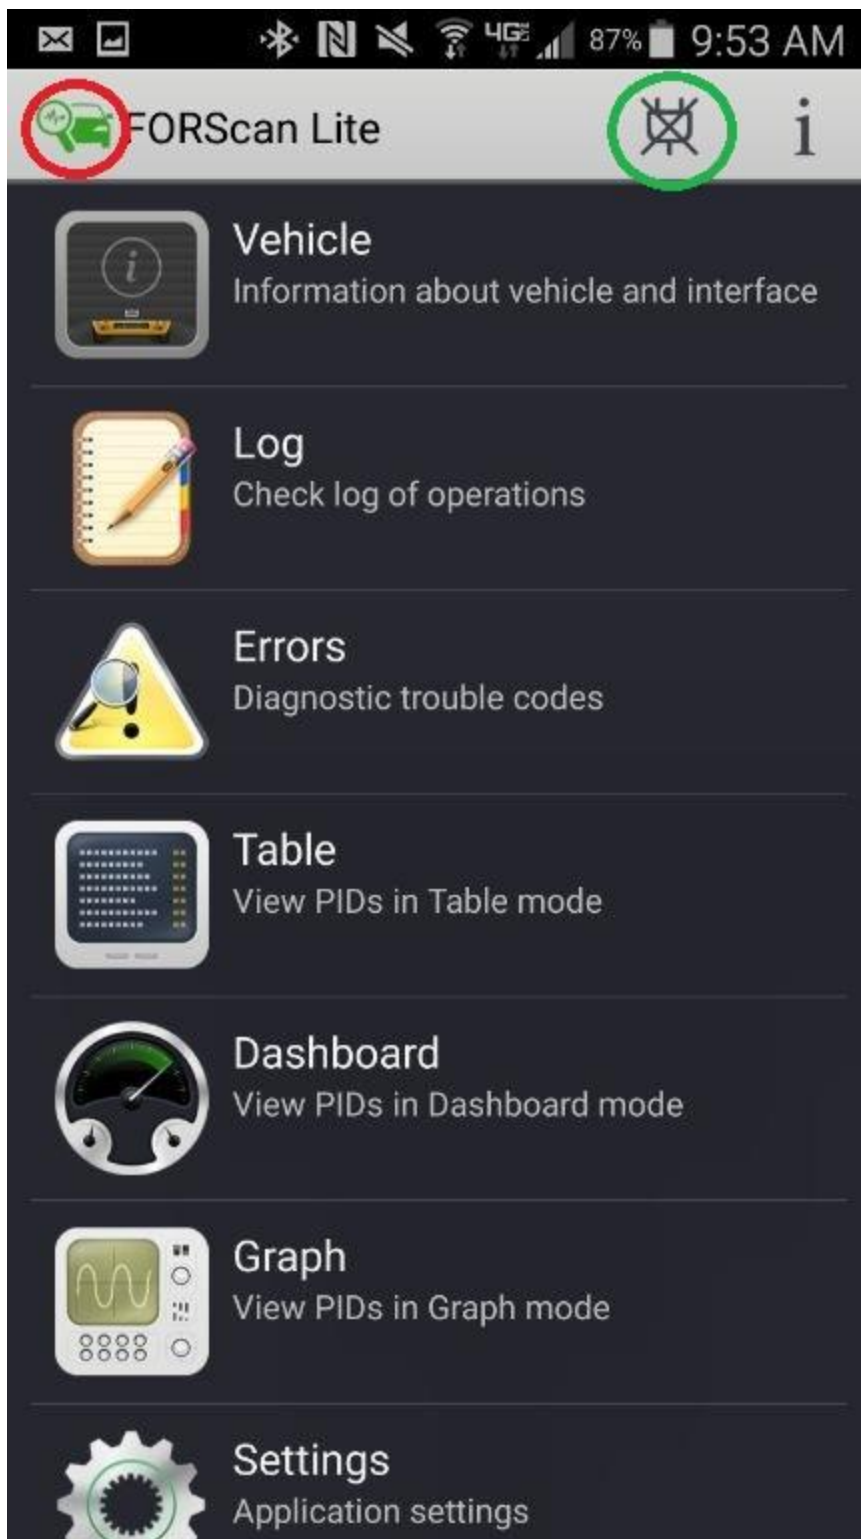 4G 87% 9:53 AM
FORScan Lite i
Vehicle
Information about vehicle and interface
Log
Check log of operations
Errors
Diagnostic trouble codes
Table
View PIDs in Table mode
Dashboard
View PIDs in Dashboard mode
Graph
View PIDs in Graph mode
Settings
Application settings